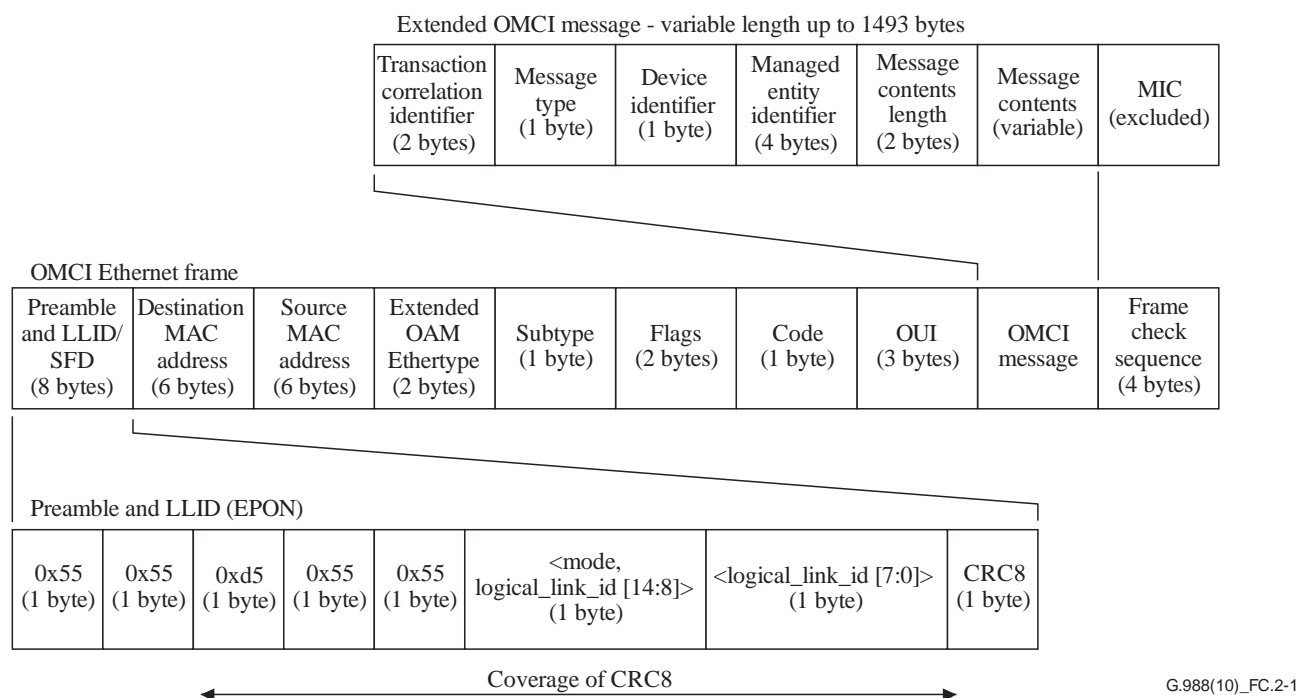 Extended OMCI message - variable length up to 1493 bytes
Transaction
correlation
identifier
(2 bytes)
Message
type
(1 byte)
Device
identifier
(1 byte)
Managed
entity
identifier
(4 bytes)
Message
contents
length
(2 bytes)
Message
contents
(variable)
MIC
(excluded)
OMCI Ethernet frame
Preamble
and LLID/
SFD
(8 bytes)
Destination
MAC
address
(6 bytes)
Source
MAC
address
(6 bytes)
Extended
OAM
Ethertype
(2 bytes)
Subtype
(1 byte)
Flags
(2 bytes)
Code
(1 byte)
OUI
(3 bytes)
OMCI
message
Frame
check
sequence
(4 bytes)
Preamble and LLID (EPON)
0x55
(1 byte)
0x55
(1 byte)
0xd5
(1 byte)
0x55
(1 byte)
0x55
(1 byte)
<mode,
logical_link_id [14:8]>
(1 byte)
<logical_link_id [7:0]>
(1 byte)
CRC8
(1 byte)
Coverage of CRC8
G.988(10)_FC.2-1